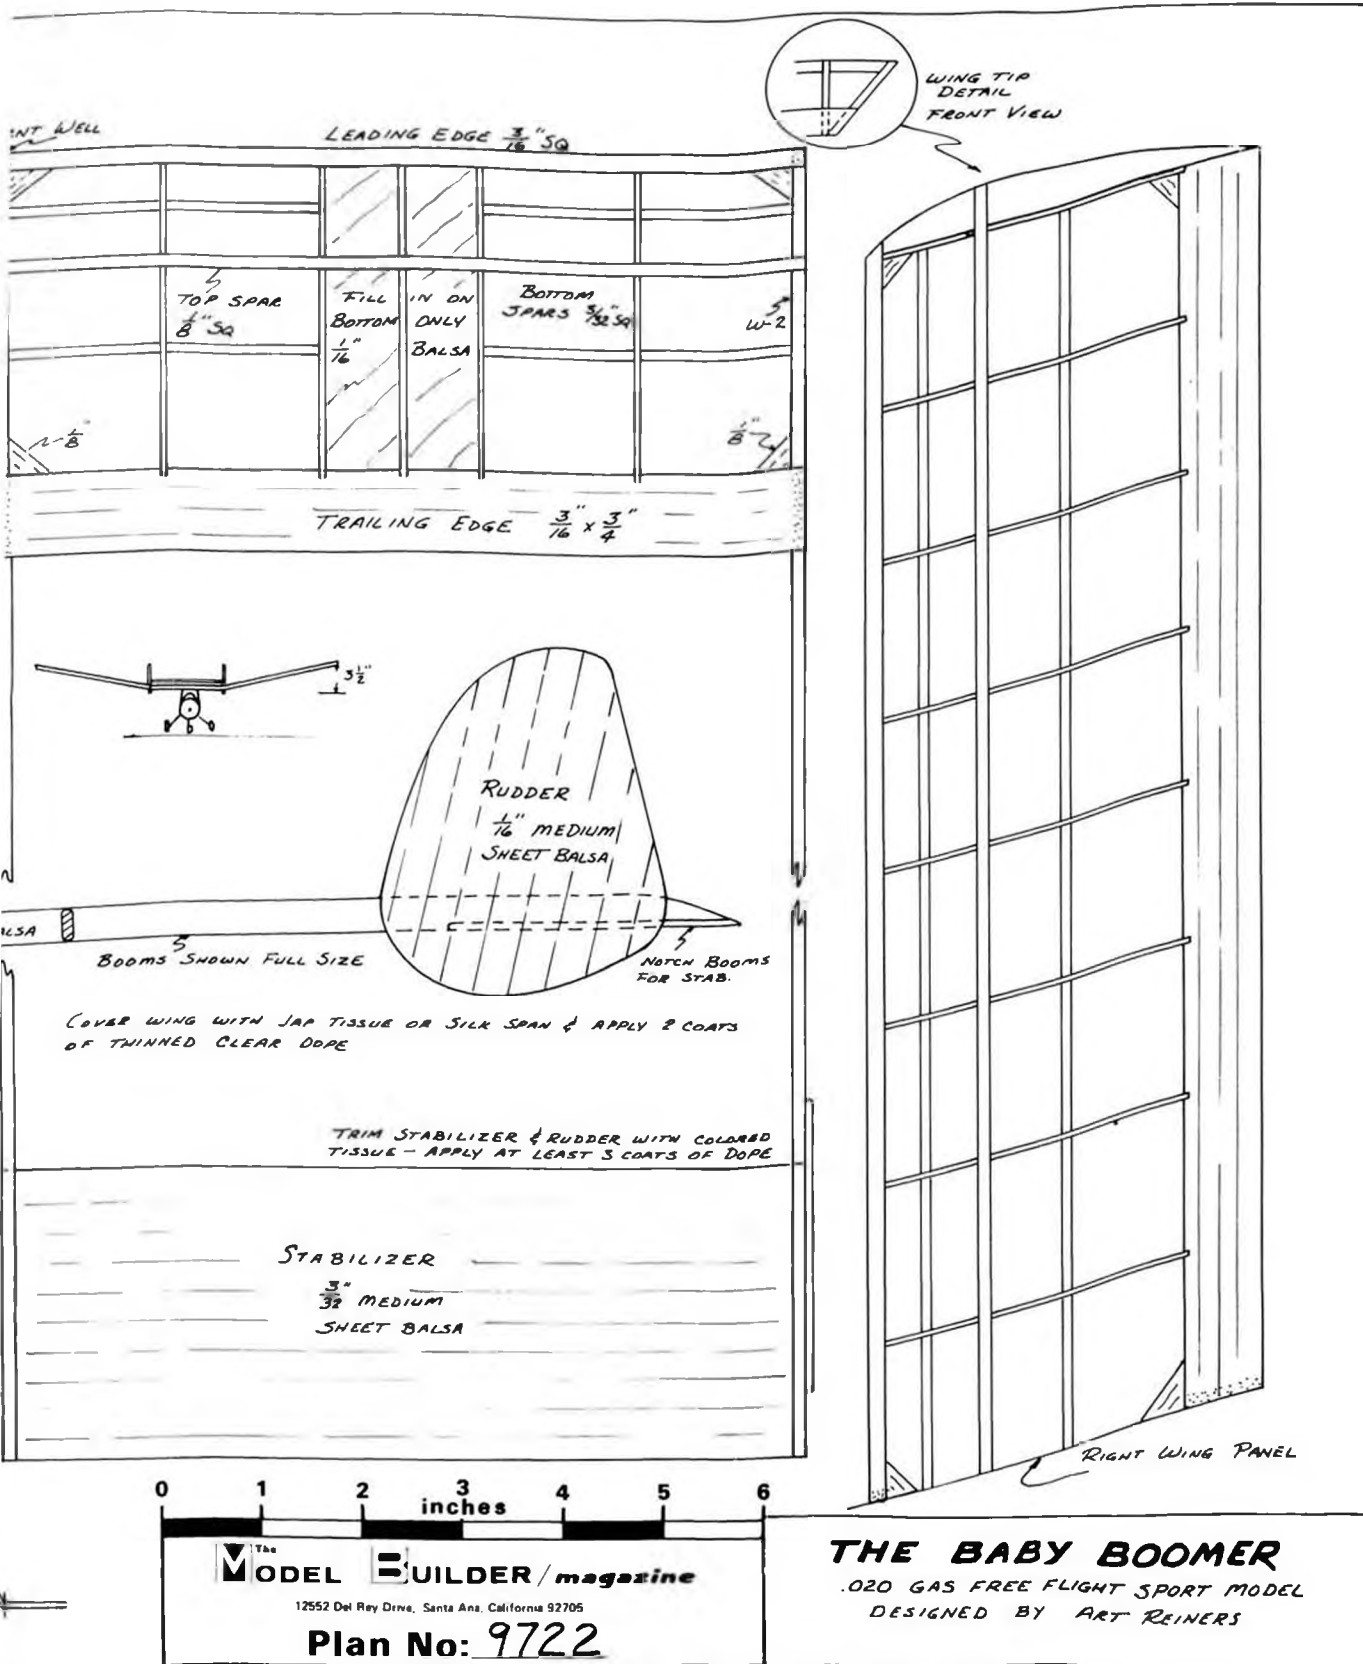 WING TIP
DETAIL
FRONT VIEW
ENT WELL
LEADING EDGE 3/16" SQ
TOP SPAR
1/8" SQ
FILL IN ON
BOTTOM ONLY
1/16" BALSA
BOTTOM
SPARS 3/32" SQ
W-2
1/8"
1/8"
TRAILING EDGE 3/16" x 3/4"
3 1/2"
RUDDER
1/16" MEDIUM
SHEET BALSA
ALSA
BOOMS SHOWN FULL SIZE
NOTCH BOOMS
FOR STAB.
COVER WING WITH JAP TISSUE OR SILK SPAN & APPLY 2 COATS
OF THINNED CLEAR DOPE
TRIM STABILIZER & RUDDER WITH COLORED
TISSUE - APPLY AT LEAST 3 COATS OF DOPE
STABILIZER
3/32" MEDIUM
SHEET BALSA
RIGHT WING PANEL
0 1 2 3 4 5 6
inches
The MODEL BUILDER/magazine
12552 Del Rey Drive, Santa Ana, California 92705
Plan No: 9722
THE BABY BOOMER
.020 GAS FREE FLIGHT SPORT MODEL
DESIGNED BY ART REINERS